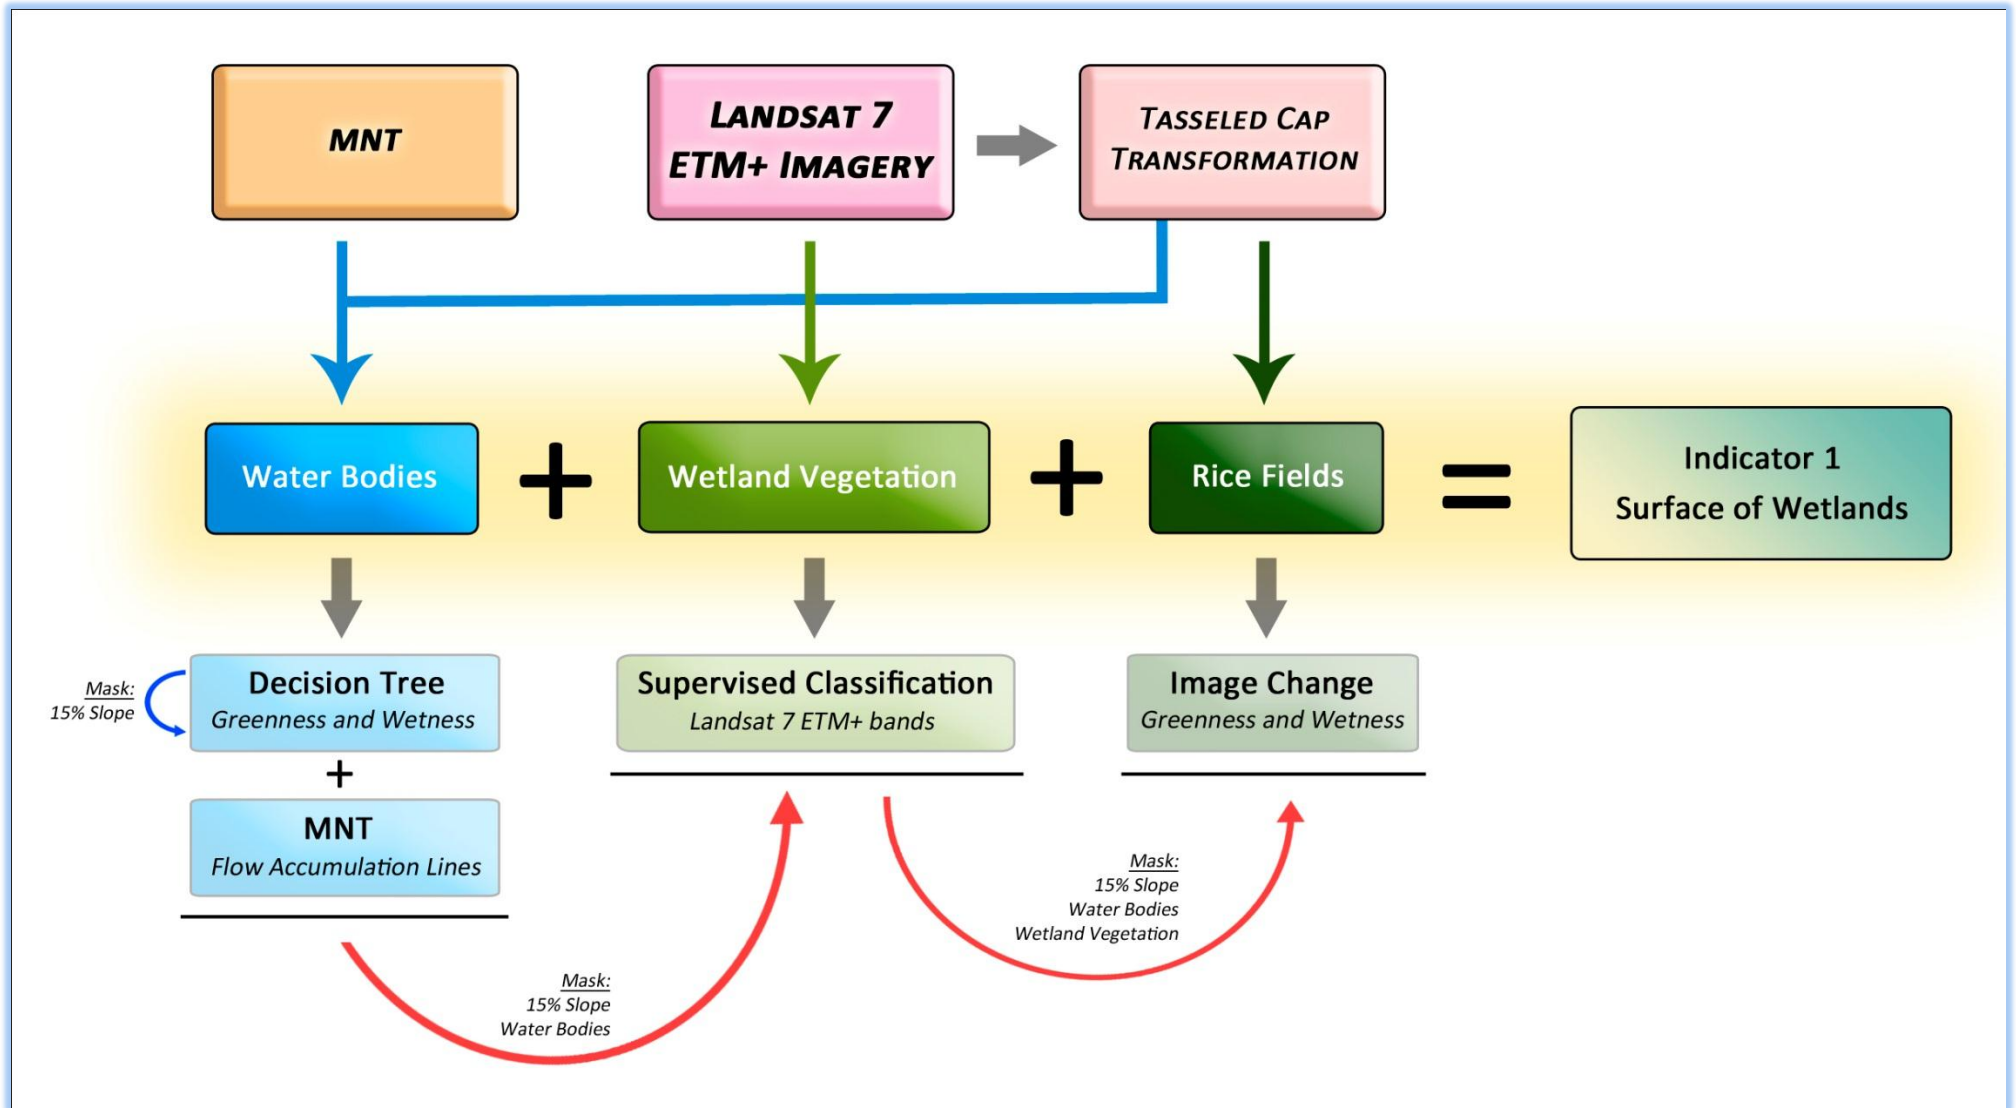 MNT
LANDSAT 7
ETM+ IMAGERY
TASSELED CAP
TRANSFORMATION
Water Bodies
+
Wetland Vegetation
+
Rice Fields
=
Indicator 1
Surface of Wetlands
Mask:
15% Slope
Decision Tree
Greenness and Wetness
+
MNT
Flow Accumulation Lines
Supervised Classification
Landsat 7 ETM+ bands
Image Change
Greenness and Wetness
Mask:
15% Slope
Water Bodies
Mask:
15% Slope
Water Bodies
Wetland Vegetation